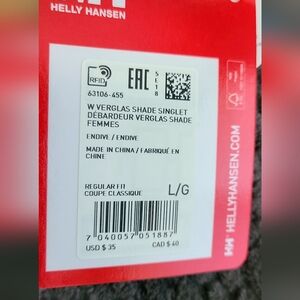 HELLY HANSEN
RFID
EAC
SE18
63106-455
W VERGLAS SHADE SINGLET
DÉBARDEUR VERGLAS SHADE
FEMMES
ENDIVE / ENDIVE
MADE IN CHINA / FABRIQUÉ EN
CHINE
REGULAR FIT
COUPE CLASSIQUE
L/G
7 040057 051887
USD $ 35
CAD $ 40
HELLYHANSEN.COM